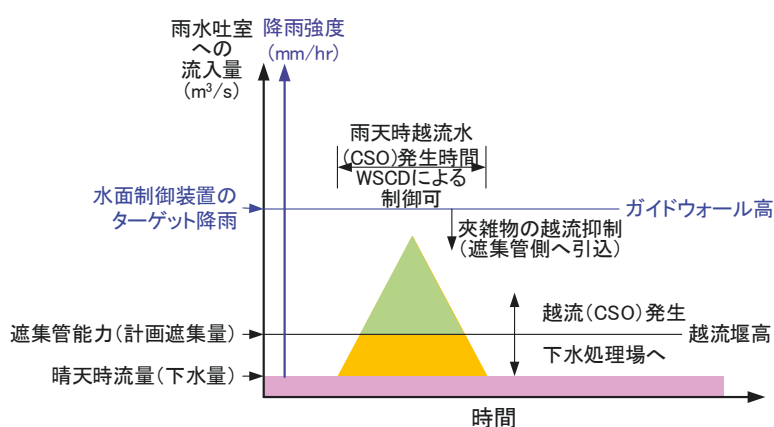 雨水吐室
への
流入量
(m³/s)
降雨強度
(mm/hr)
雨天時越流水
(CSO)発生時間
WSCDによる
制御可
水面制御装置の
ターゲット降雨
ガイドウォール高
夾雑物の越流抑制
(遮集管側へ引込)
越流(CSO)発生
遮集管能力(計画遮集量)
越流堰高
下水処理場へ
晴天時流量(下水量)
時間